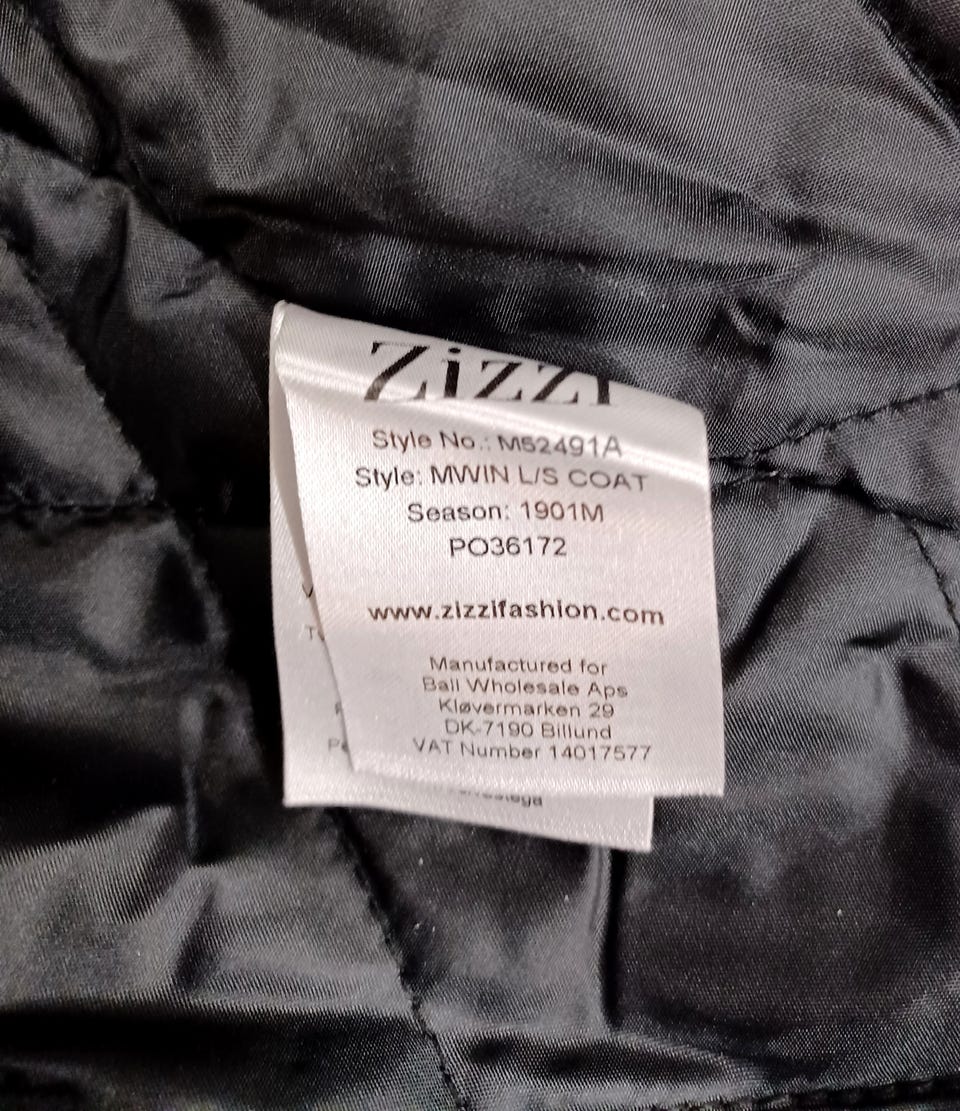 Zizzi
Style No.: M52491A
Style: MWIN L/S COAT
Season: 1901M
PO36172
www.zizzifashion.com
Manufactured for
Ball Wholesale Aps
Kløvermarken 29
DK-7190 Billund
VAT Number 14017577